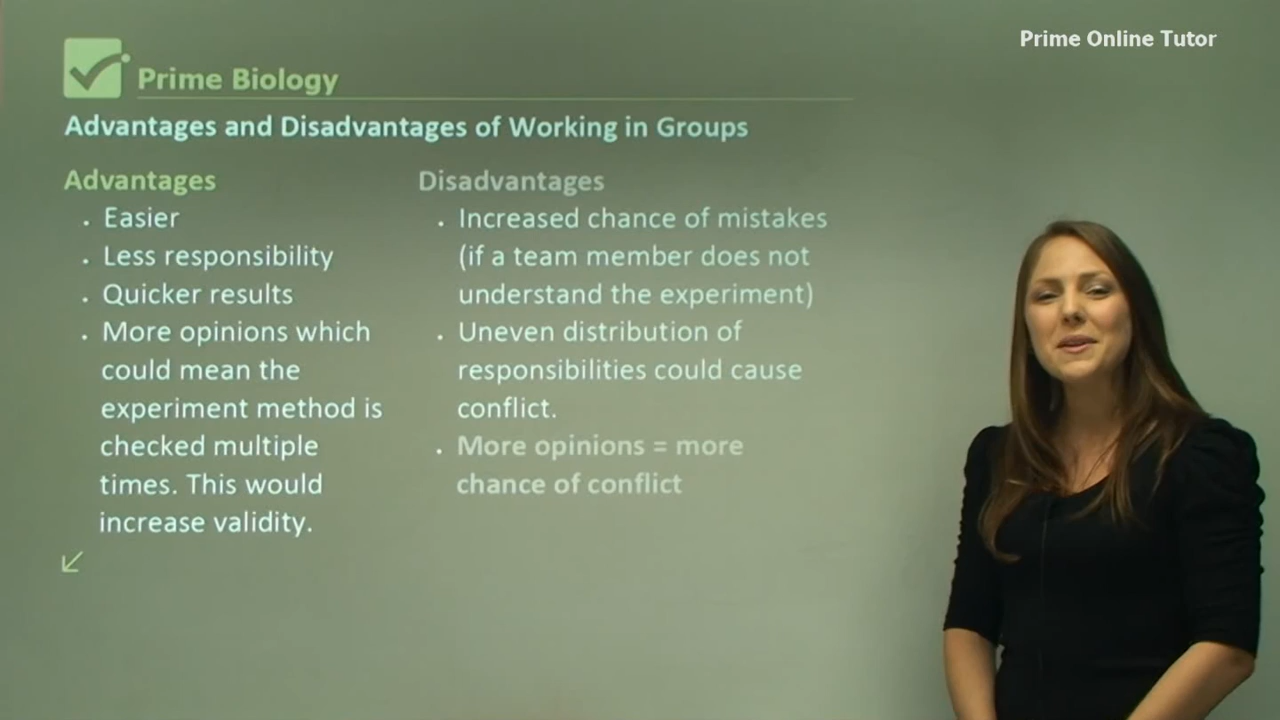 Prime Online Tutor
Prime Biology
Advantages and Disadvantages of Working in Groups
Advantages
. Easier
. Less responsibility
. Quicker results
. More opinions which
could mean the
experiment method is
checked multiple
times. This would
increase validity.
Disadvantages
. Increased chance of mistakes
(if a team member does not
understand the experiment)
. Uneven distribution of
responsibilities could cause
conflict.
. More opinions = more
chance of conflict